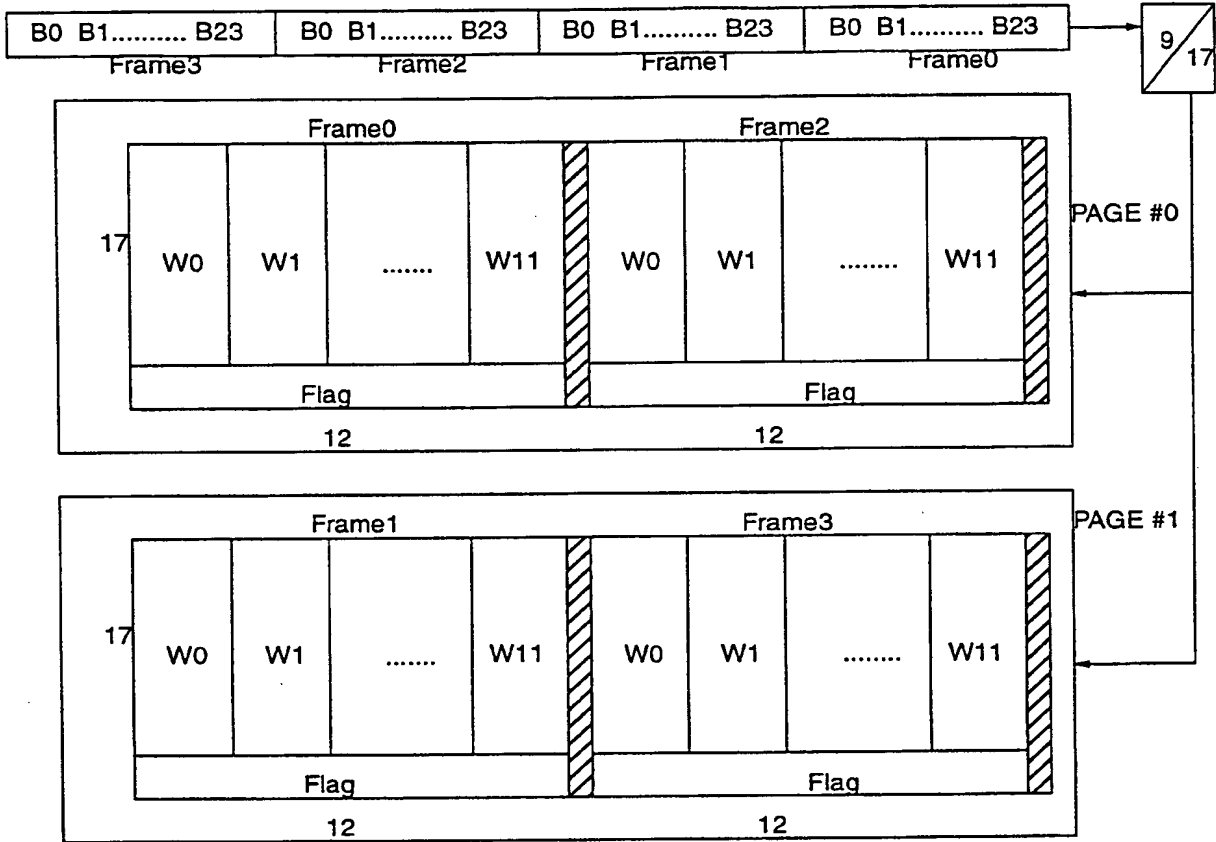 B0 B1.......... B23 B0 B1.......... B23 B0 B1.......... B23 B0 B1.......... B23
Frame3 Frame2 Frame1 Frame0
9/17
Frame0 Frame2
PAGE #0
17 W0 W1 ....... W11 W0 W1 ........ W11
Flag Flag
12 12
Frame1 Frame3
PAGE #1
17 W0 W1 ....... W11 W0 W1 ........ W11
Flag Flag
12 12